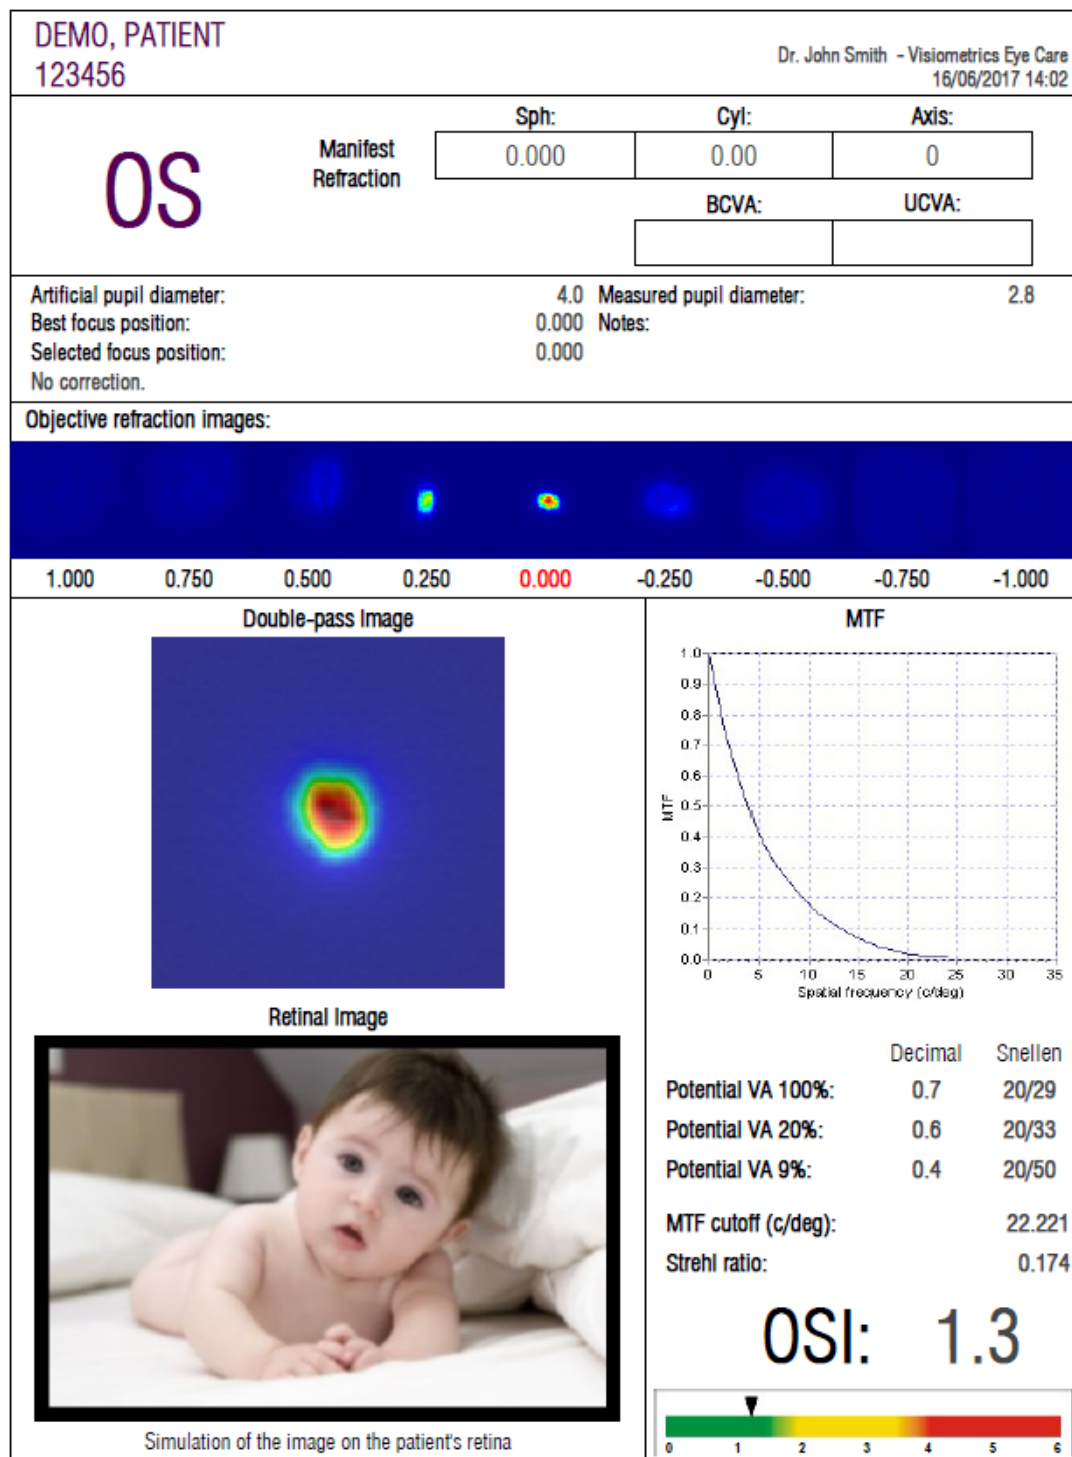 DEMO, PATIENT
123456
Dr. John Smith - Visiometrics Eye Care
16/06/2017 14:02
OS
Manifest Refraction
Sph: Cyl: Axis:
0.000 0.00 0
BCVA: UCVA:
Artificial pupil diameter: 4.0 Measured pupil diameter: 2.8
Best focus position: 0.000 Notes:
Selected focus position: 0.000
No correction.
Objective refraction images:
1.000 0.750 0.500 0.250 0.000 -0.250 -0.500 -0.750 -1.000
Double-pass Image
MTF
1.0
0.9
0.8
0.7
0.6
0.5
0.4
0.3
0.2
0.1
0.0
MTF
0 5 10 15 20 25 30 35
Spatial frequency (c/deg)
Retinal Image
Simulation of the image on the patient's retina
Decimal Snellen
Potential VA 100%: 0.7 20/29
Potential VA 20%: 0.6 20/33
Potential VA 9%: 0.4 20/50
MTF cutoff (c/deg): 22.221
Strehl ratio: 0.174
OSI: 1.3
0 1 2 3 4 5 6